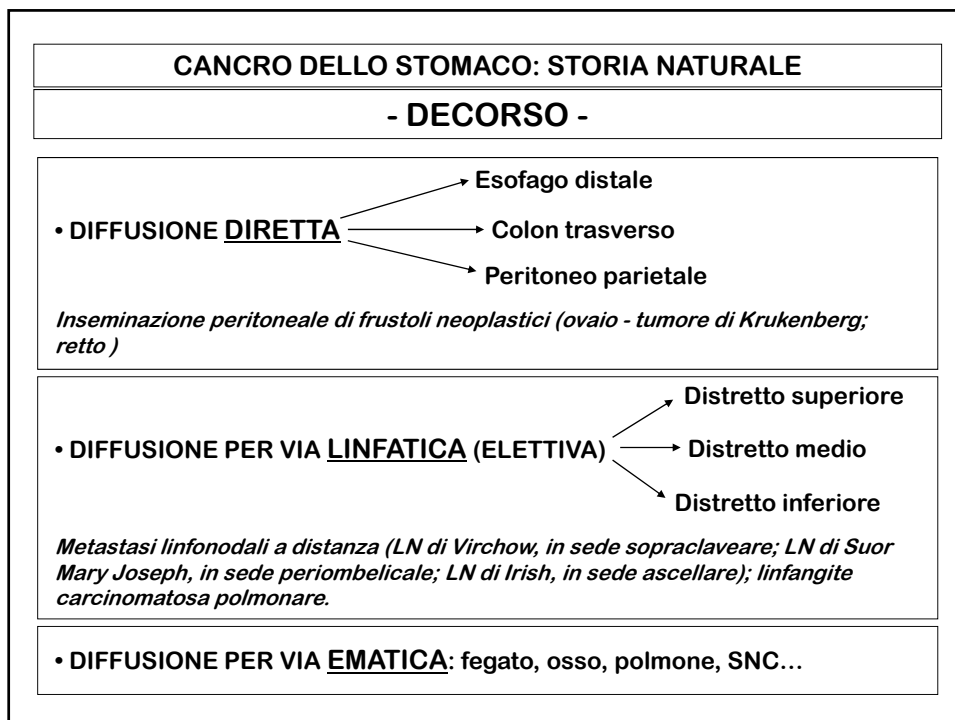 CANCRO DELLO STOMACO: STORIA NATURALE
- DECORSO -
Esofago distale
• DIFFUSIONE DIRETTA
Colon trasverso
Peritoneo parietale
Inseminazione peritoneale di frustoli neoplastici (ovaio - tumore di Krukenberg;
retto )
Distretto superiore
• DIFFUSIONE PER VIA LINFATICA (ELETTIVA)
Distretto medio
Distretto inferiore
Metastasi linfonodali a distanza (LN di Virchow, in sede sopraclaveare; LN di Suor
Mary Joseph, in sede periombelicale; LN di Irish, in sede ascellare); linfangite
carcinomatosa polmonare.
• DIFFUSIONE PER VIA EMATICA: fegato, osso, polmone, SNC…